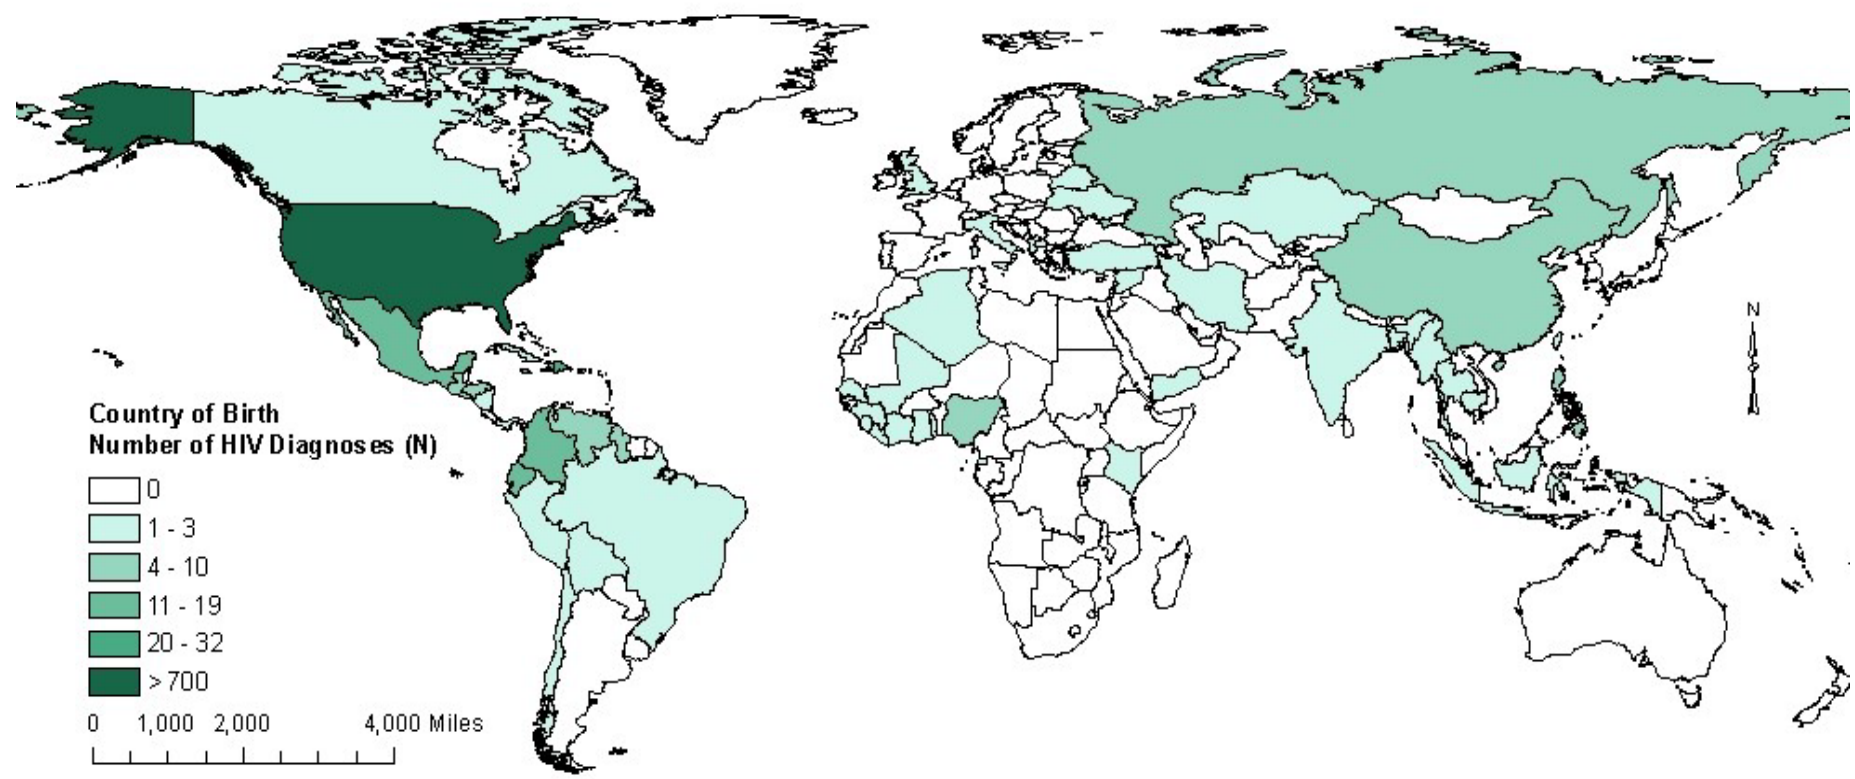 N
Country of Birth
Number of HIV Diagnoses (N)
0
1 - 3
4 - 10
11 - 19
20 - 32
>700
0 1,000 2,000 4,000 Miles